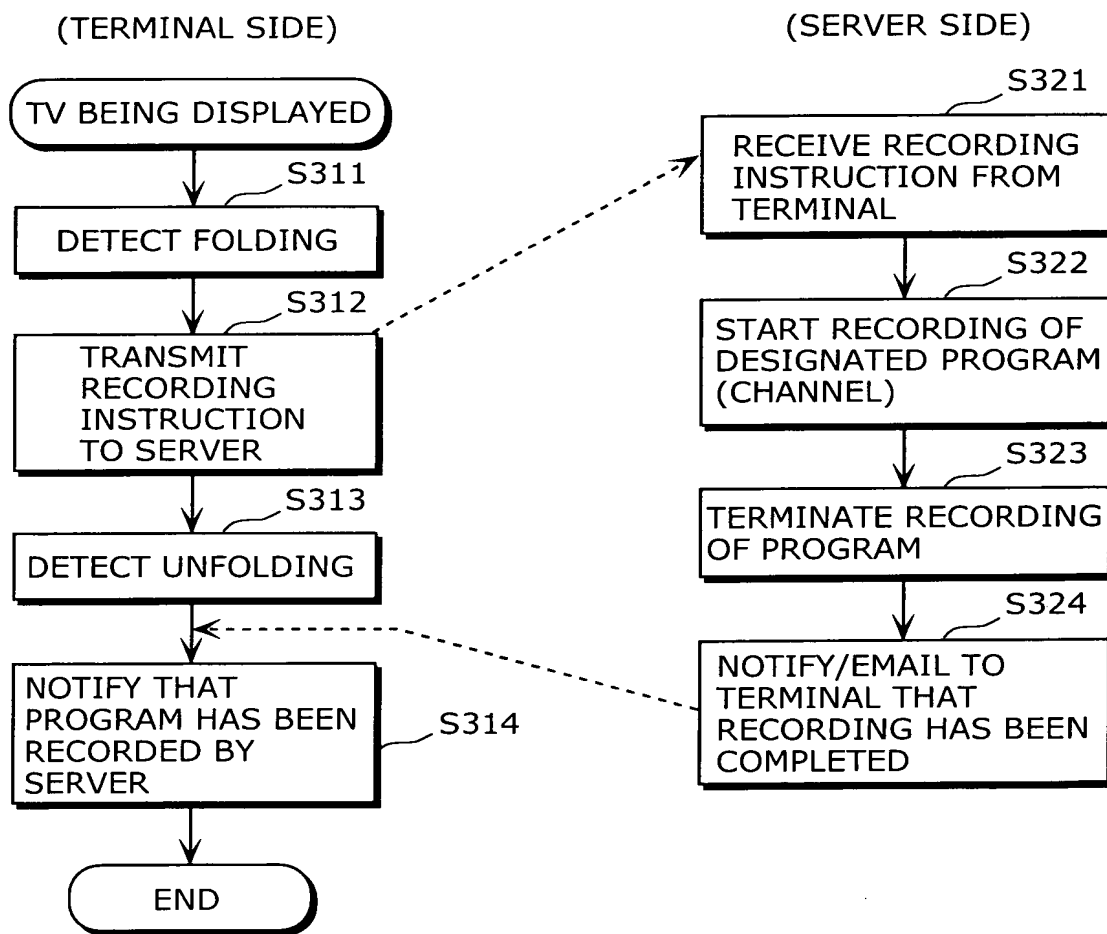 (TERMINAL SIDE)
TV BEING DISPLAYED
S311
DETECT FOLDING
S312
TRANSMIT
RECORDING
INSTRUCTION
TO SERVER
S313
DETECT UNFOLDING
NOTIFY THAT
PROGRAM HAS BEEN
RECORDED BY
SERVER
S314
END
(SERVER SIDE)
S321
RECEIVE RECORDING
INSTRUCTION FROM
TERMINAL
S322
START RECORDING OF
DESIGNATED PROGRAM
(CHANNEL)
S323
TERMINATE RECORDING
OF PROGRAM
S324
NOTIFY/EMAIL TO
TERMINAL THAT
RECORDING HAS BEEN
COMPLETED